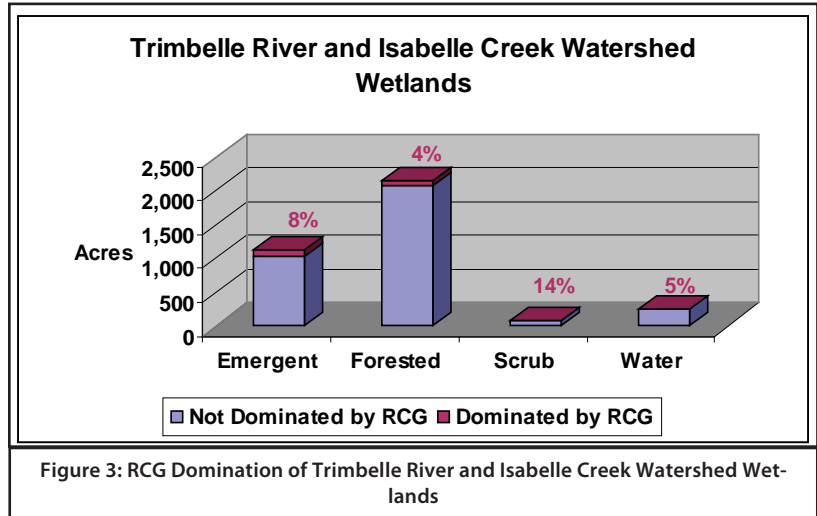 Trimbelle River and Isabelle Creek Watershed
Wetlands
2,500
2,000
1,500
1,000
500
0
Acres
8%
4%
14%
5%
Emergent Forested Scrub Water
Not Dominated by RCG Dominated by RCG
Figure 3: RCG Domination of Trimbelle River and Isabelle Creek Watershed Wet-
lands